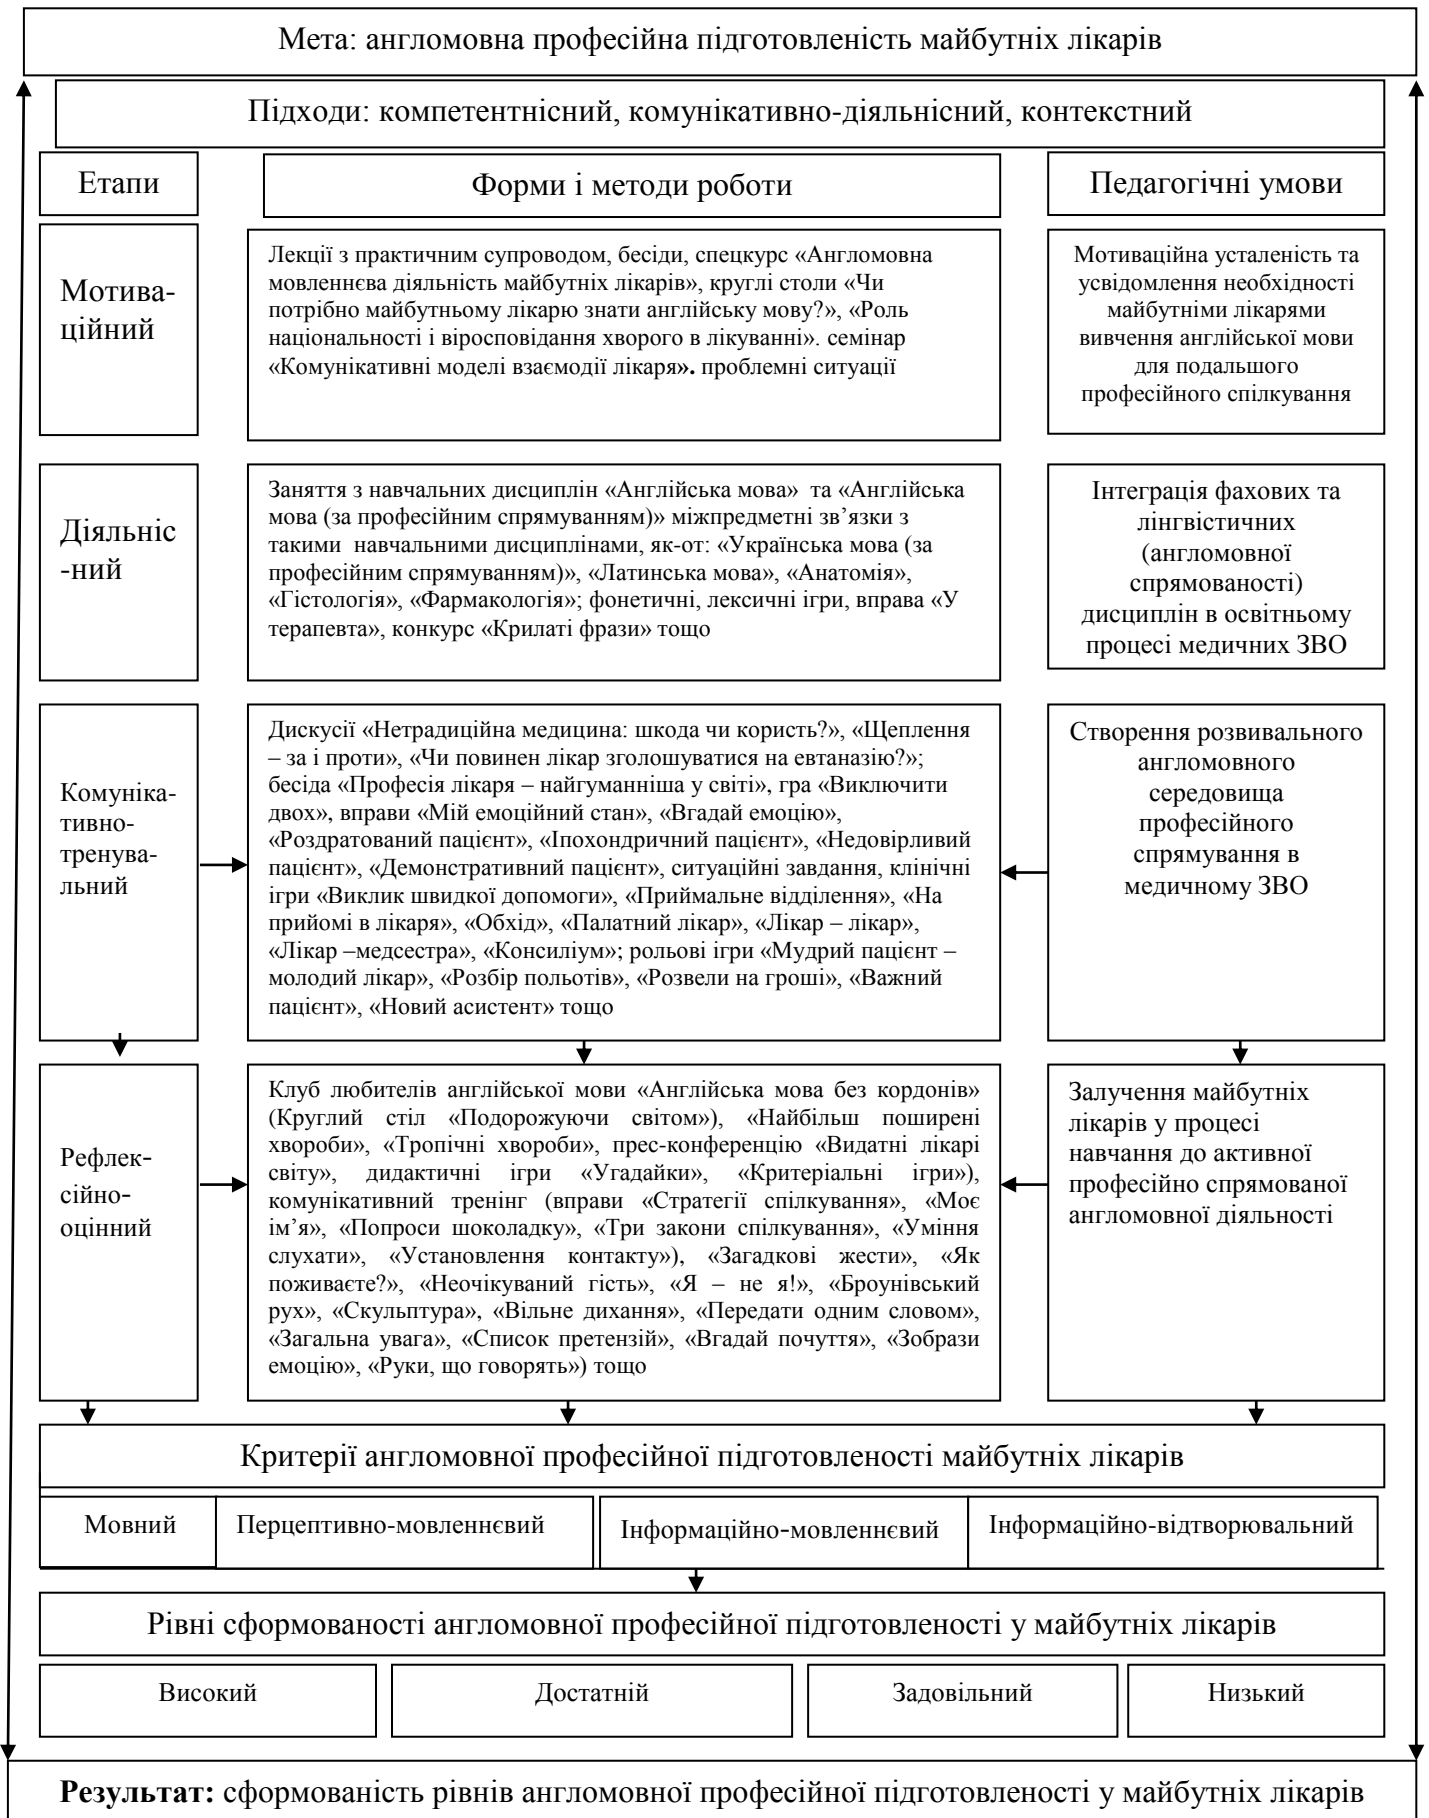 Мета: англомовна професійна підготовленість майбутніх лікарів
Підходи: компетентнісний, комунікативно-діяльнісний, контекстний
Етапи
Форми і методи роботи
Педагогічні умови
Мотива-
ційний
Лекції з практичним супроводом, бесіди, спецкурс «Англомовна
мовленнєва діяльність майбутніх лікарів», круглі столи «Чи
потрібно майбутньому лікарю знати англійську мову?», «Роль
національності і віросповідання хворого в лікуванні». семінар
«Комунікативні моделі взаємодії лікаря». проблемні ситуації
Мотиваційна усталеність та
усвідомлення необхідності
майбутніми лікарями
вивчення англійської мови
для подальшого
професійного спілкування
Діяльніс
-ний
Заняття з навчальних дисциплін «Англійська мова» та «Англійська
мова (за професійним спрямуванням)» міжпредметні зв’язки з
такими навчальними дисциплінами, як-от: «Українська мова (за
професійним спрямуванням)», «Латинська мова», «Анатомія»,
«Гістологія», «Фармакологія»; фонетичні, лексичні ігри, вправа «У
терапевта», конкурс «Крилаті фрази» тощо
Інтеграція фахових та
лінгвістичних
(англомовної
спрямованості)
дисциплін в освітньому
процесі медичних ЗВО
Комуніка-
тивно-
тренува-
льний
Дискусії «Нетрадиційна медицина: шкода чи користь?», «Щеплення
– за і проти», «Чи повинен лікар зголошуватися на евтаназію?»;
бесіда «Професія лікаря – найгуманніша у світі», гра «Виключити
двох», вправи «Мій емоційний стан», «Вгадай емоцію»,
«Роздратований пацієнт», «Іпохондричний пацієнт», «Недовірливий
пацієнт», «Демонстративний пацієнт», ситуаційні завдання, клінічні
ігри «Виклик швидкої допомоги», «Приймальне відділення», «На
прийомі в лікаря», «Обхід», «Палатний лікар», «Лікар – лікар»,
«Лікар –медсестра», «Консиліум»; рольові ігри «Мудрий пацієнт –
молодий лікар», «Розбір польотів», «Розвели на гроші», «Важний
пацієнт», «Новий асистент» тощо
Створення розвивального
англомовного
середовища
професійного
спрямування в
медичному ЗВО
Рефлек-
сійно-
оцінний
Клуб любителів англійської мови «Англійська мова без кордонів»
(Круглий стіл «Подорожуючи світом»), «Найбільш поширені
хвороби», «Тропічні хвороби», прес-конференцію «Видатні лікарі
світу», дидактичні ігри «Угадайки», «Критеріальні ігри»),
комунікативний тренінг (вправи «Стратегії спілкування», «Моє
ім’я», «Попроси шоколадку», «Три закони спілкування», «Уміння
слухати», «Установлення контакту»), «Загадкові жести», «Як
поживаєте?», «Неочікуваний гість», «Я – не я!», «Броунівський
рух», «Скульптура», «Вільне дихання», «Передати одним словом»,
«Загальна увага», «Список претензій», «Вгадай почуття», «Зобрази
емоцію», «Руки, що говорять») тощо
Залучення майбутніх
лікарів у процесі
навчання до активної
професійно спрямованої
англомовної діяльності
Критерії англомовної професійної підготовленості майбутніх лікарів
Мовний
Перцептивно-мовленнєвий
Інформаційно-мовленнєвий
Інформаційно-відтворювальний
Рівні сформованості англомовної професійної підготовленості у майбутніх лікарів
Високий
Достатній
Задовільний
Низький
Результат: сформованість рівнів англомовної професійної підготовленості у майбутніх лікарів